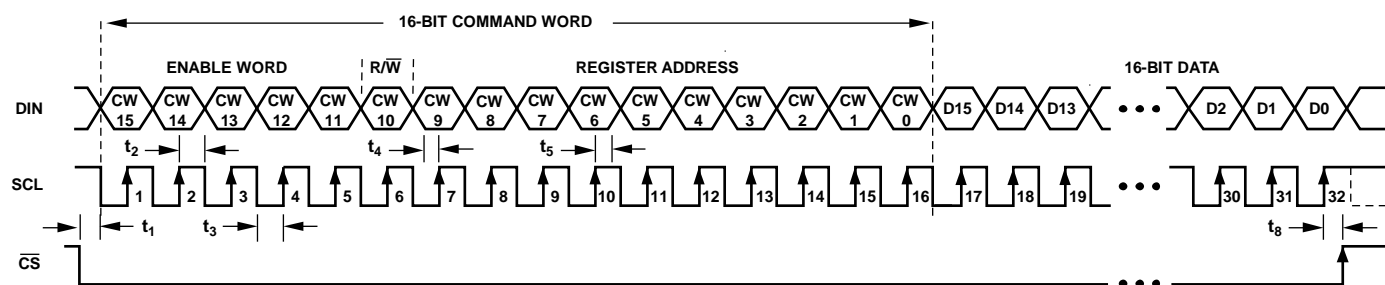 16-BIT COMMAND WORD
ENABLE WORD R/W̅ REGISTER ADDRESS 16-BIT DATA
DIN CW 15 CW 14 CW 13 CW 12 CW 11 CW 10 CW 9 CW 8 CW 7 CW 6 CW 5 CW 4 CW 3 CW 2 CW 1 CW 0 D15 D14 D13 ••• D2 D1 D0
t2 t4 t5
SCL 1 2 3 4 5 6 7 8 9 10 11 12 13 14 15 16 17 18 19 ••• 30 31 32
t1 t3 t8
C̅S̅ •••